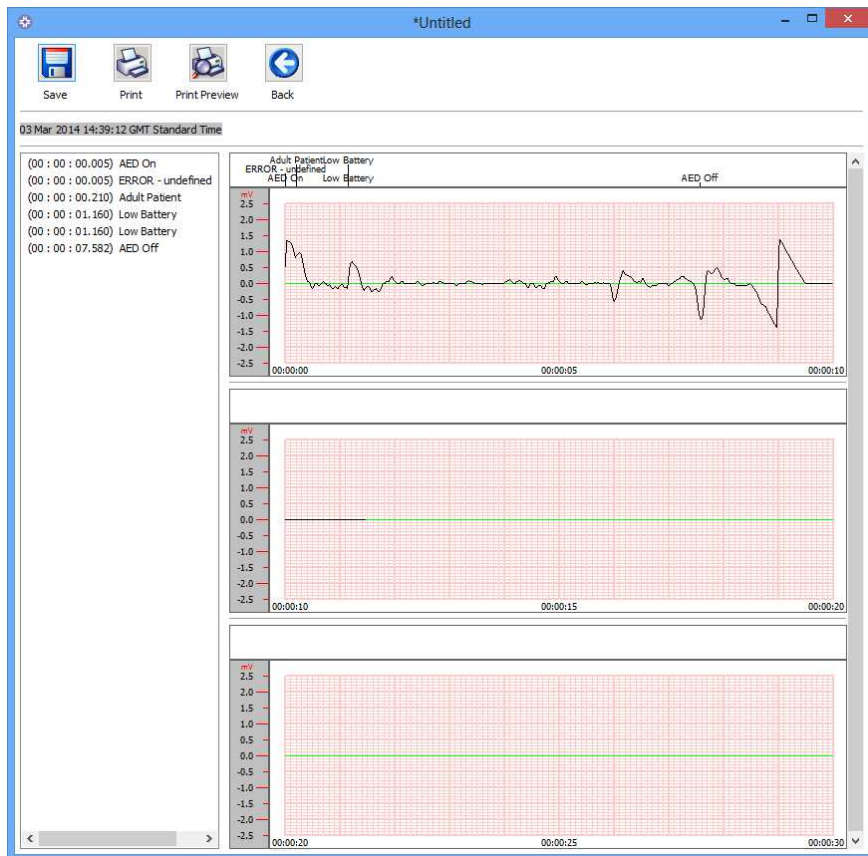 *Untitled
Save Print Print Preview Back
03 Mar 2014 14:39:12 GMT Standard Time
(00 : 00 : 00.005) AED On
(00 : 00 : 00.005) ERROR - undefined
(00 : 00 : 00.210) Adult Patient
(00 : 00 : 01.160) Low Battery
(00 : 00 : 01.160) Low Battery
(00 : 00 : 07.582) AED Off
Adult Patient Low Battery
ERROR - undefined
AED On Low Battery AED Off
mV
2.5
2.0
1.5
1.0
0.5
0.0
-0.5
-1.0
-1.5
-2.0
-2.5
00:00:00 00:00:05 00:00:10
mV
2.5
2.0
1.5
1.0
0.5
0.0
-0.5
-1.0
-1.5
-2.0
-2.5
00:00:10 00:00:15 00:00:20
mV
2.5
2.0
1.5
1.0
0.5
0.0
-0.5
-1.0
-1.5
-2.0
-2.5
00:00:20 00:00:25 00:00:30